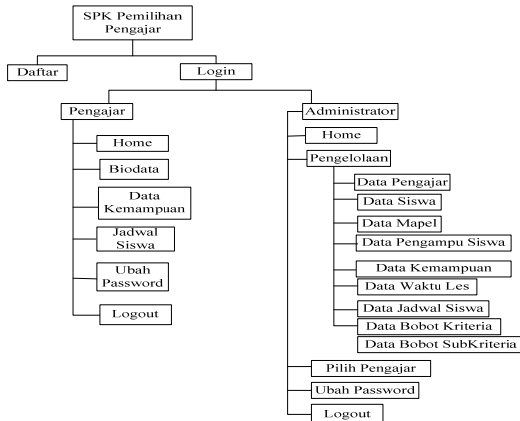 SPK Pemilihan
Pengajar
Daftar
Login
Pengajar
Home
Biodata
Data
Kemampuan
Jadwal
Siswa
Ubah
Password
Logout
Administrator
Home
Pengelolaan
Data Pengajar
Data Siswa
Data Mapel
Data Pengampu Siswa
Data Kemampuan
Data Waktu Les
Data Jadwal Siswa
Data Bobot Kriteria
Data Bobot SubKriteria
Pilih Pengajar
Ubah Password
Logout